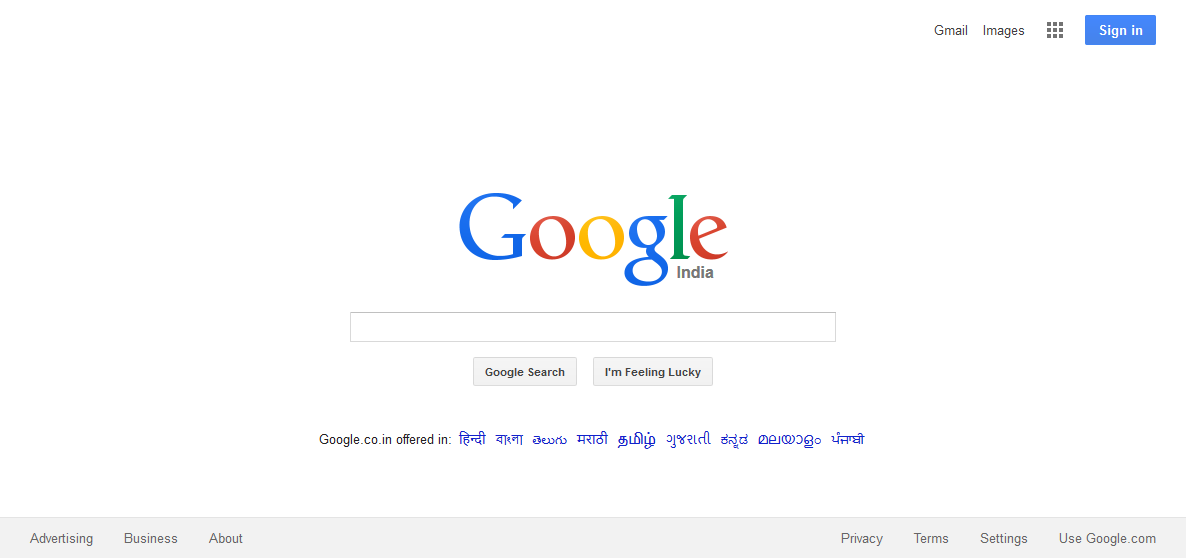 Gmail Images Sign in
Google
India
Google Search I'm Feeling Lucky
Google.co.in offered in: हिन्दी বাংলা తెలుగు मराठी தமிழ் ગુજરાતી ಕನ್ನಡ മലയാളം ਪੰਜਾਬੀ
Advertising Business About Privacy Terms Settings Use Google.com